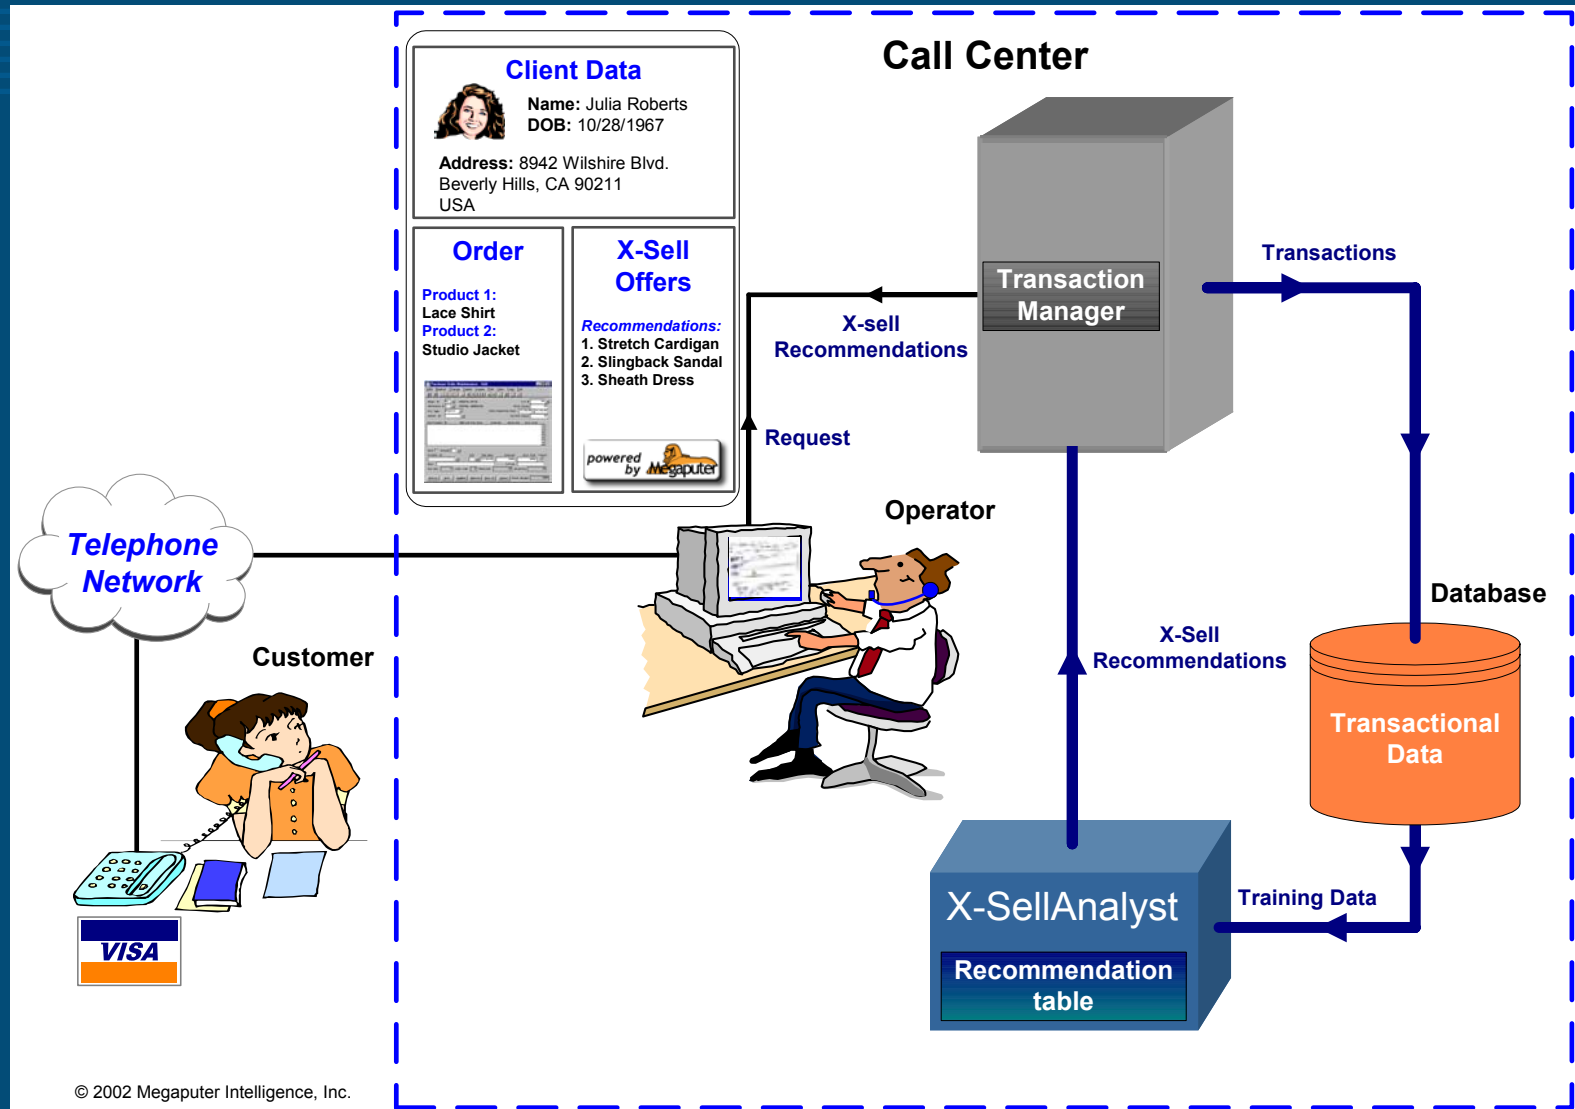 Call Center
Client Data
Name: Julia Roberts
DOB: 10/28/1967
Address: 8942 Wilshire Blvd.
Beverly Hills, CA 90211
USA
Order
Product 1:
Lace Shirt
Product 2:
Studio Jacket
X-Sell
Offers
Recommendations:
1. Stretch Cardigan
2. Slingback Sandal
3. Sheath Dress
powered
by Megaputer
Transaction
Manager
Transactions
X-sell
Recommendations
Request
Operator
Telephone
Network
Customer
VISA
Database
X-Sell
Recommendations
Transactional
Data
X-SellAnalyst
Recommendation
table
Training Data
© 2002 Megaputer Intelligence, Inc.